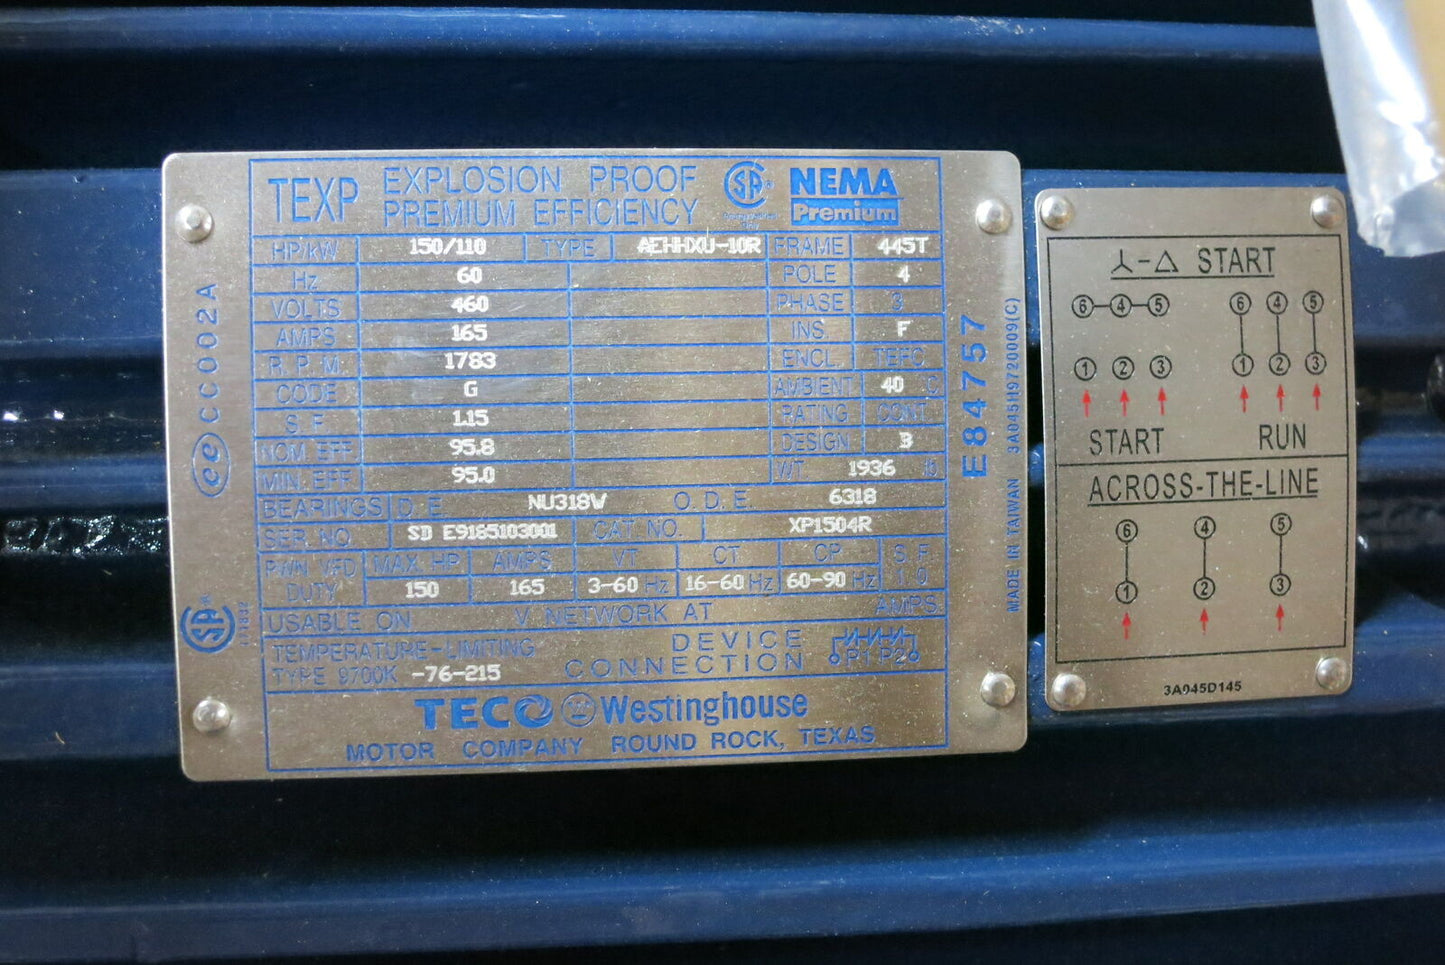 TEXP EXPLOSION PROOF PREMIUM EFFICIENCY NEMA Premium
HP/kW 150/110 TYPE AEHHXU-10R FRAME 445T
Hz 60 POLE 4
VOLTS 460 PHASE 3
AMPS 165 INS. F
R. P. M. 1783 ENCL. TEFC
CODE G AMBIENT 40 °C
S. F. 1.15 RATING CONT.
NOM. EFF. 95.8 DESIGN B
MIN. EFF. 95.0 WT 1936 lb
BEARINGS D. E. NU318W O. D. E. 6318
SER. NO. SD E9185103001 CAT. NO. XP1504R
PWN. VFD MAX. HP AMPS VT CT CP S. F.
DUTY 150 165 3-60 Hz 16-60 Hz 60-90 Hz 1.0
USABLE ON V NETWORK AT AMPS
TEMPERATURE-LIMITING DEVICE
TYPE 9700K -76-215 CONNECTION P1 P2
TECO Westinghouse
MOTOR COMPANY ROUND ROCK, TEXAS
CC002A
E84757
MADE IN TAIWAN 3A045H9720009(C)
⅄-△ START
6 4 5 6 4 5
1 2 3 1 2 3
START RUN
ACROSS-THE-LINE
6 4 5
1 2 3
3A045D145